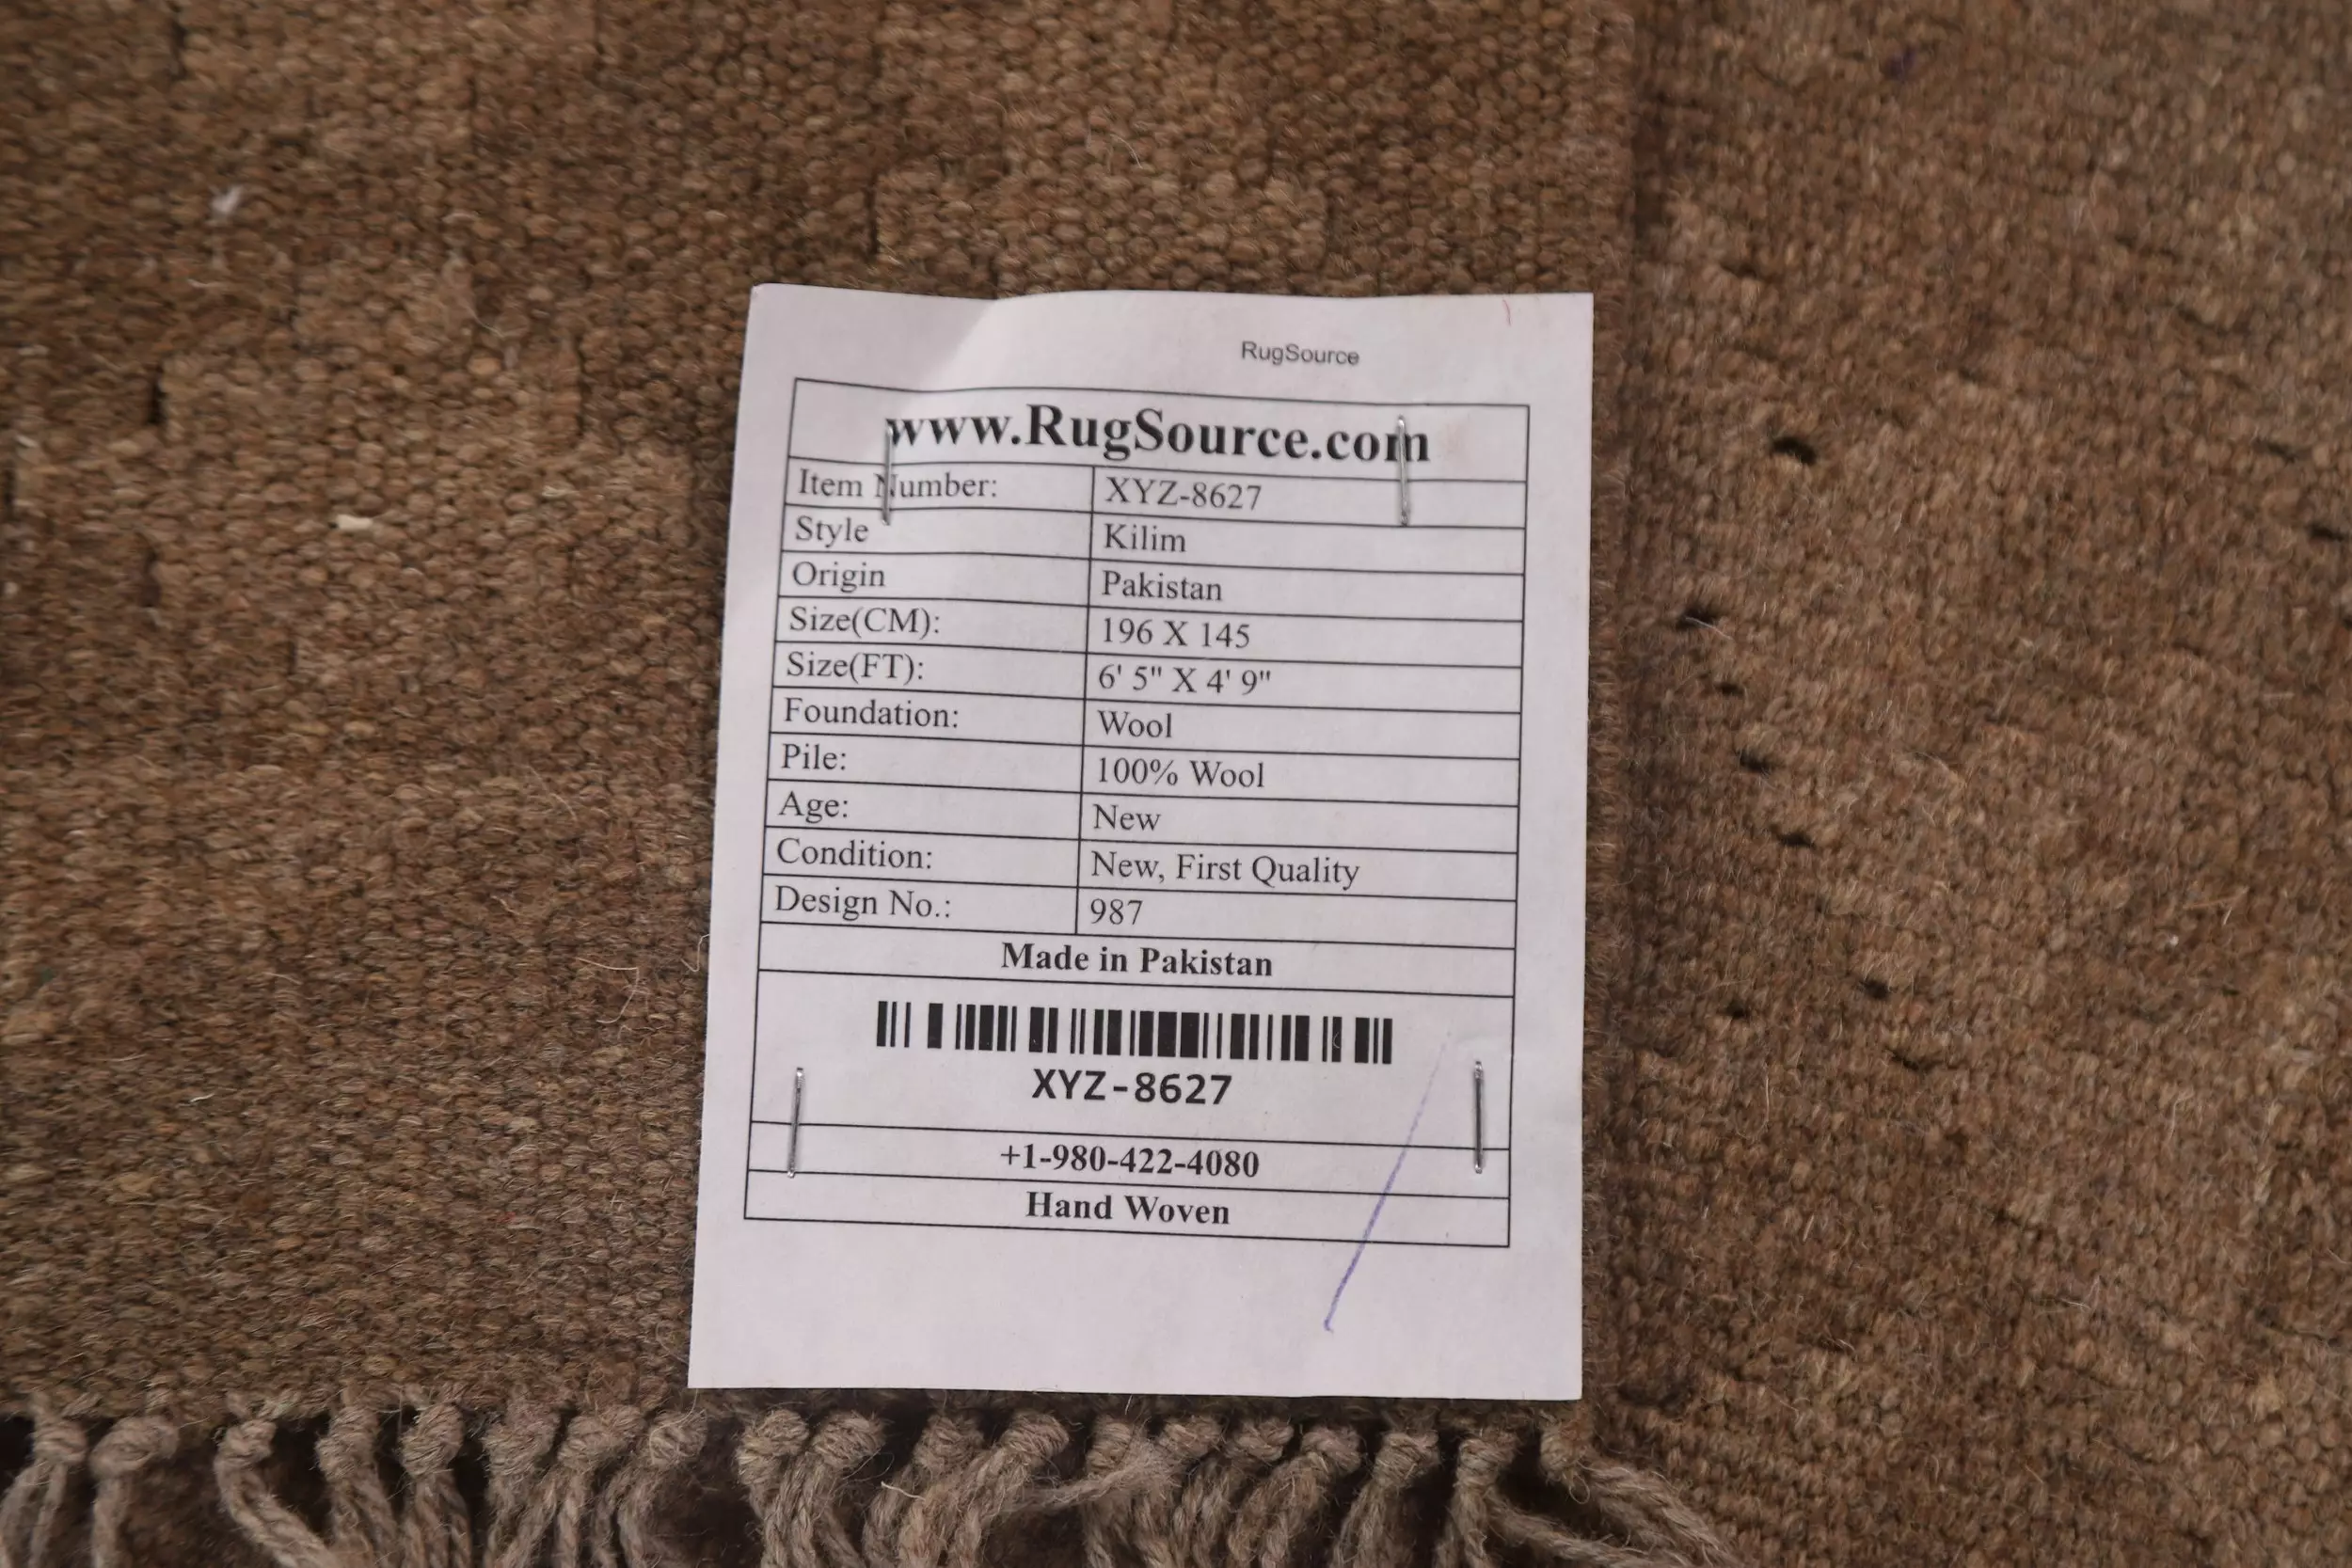 RugSource
www.RugSource.com
Item Number: XYZ-8627
Style Kilim
Origin Pakistan
Size(CM): 196 X 145
Size(FT): 6' 5" X 4' 9"
Foundation: Wool
Pile: 100% Wool
Age: New
Condition: New, First Quality
Design No.: 987
Made in Pakistan
XYZ-8627
+1-980-422-4080
Hand Woven